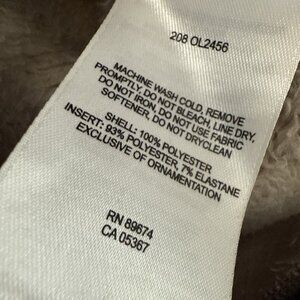 208 OL2456
MACHINE WASH COLD, REMOVE
PROMPTLY, DO NOT BLEACH, LINE DRY,
DO NOT IRON, DO NOT USE FABRIC
SOFTENER, DO NOT DRYCLEAN
SHELL: 100% POLYESTER
INSERT: 93% POLYESTER, 7% ELASTANE
EXCLUSIVE OF ORNAMENTATION
RN 89674
CA 05367